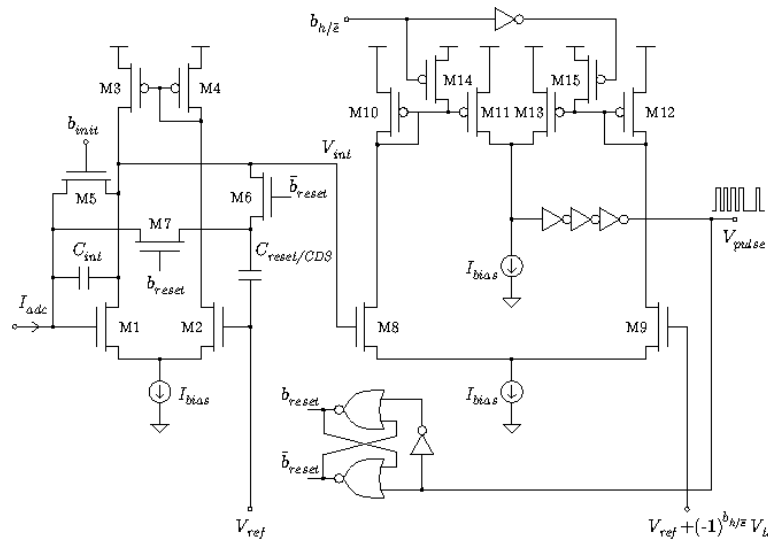 b_{h/ē}
M3
M4
M14
M15
M10
M11
M13
M12
b_{init}
V_{int}
M5
M6
b̄_{reset}
M7
C_{int}
C_{reset/CDS}
b_{reset}
V_{pulse}
I_{bias}
I_{adc}
M1
M2
M8
M9
I_{bias}
I_{bias}
b_{reset}
b̄_{reset}
V_{ref}
V_{ref}+(-1)^{b_{h/ē}} V